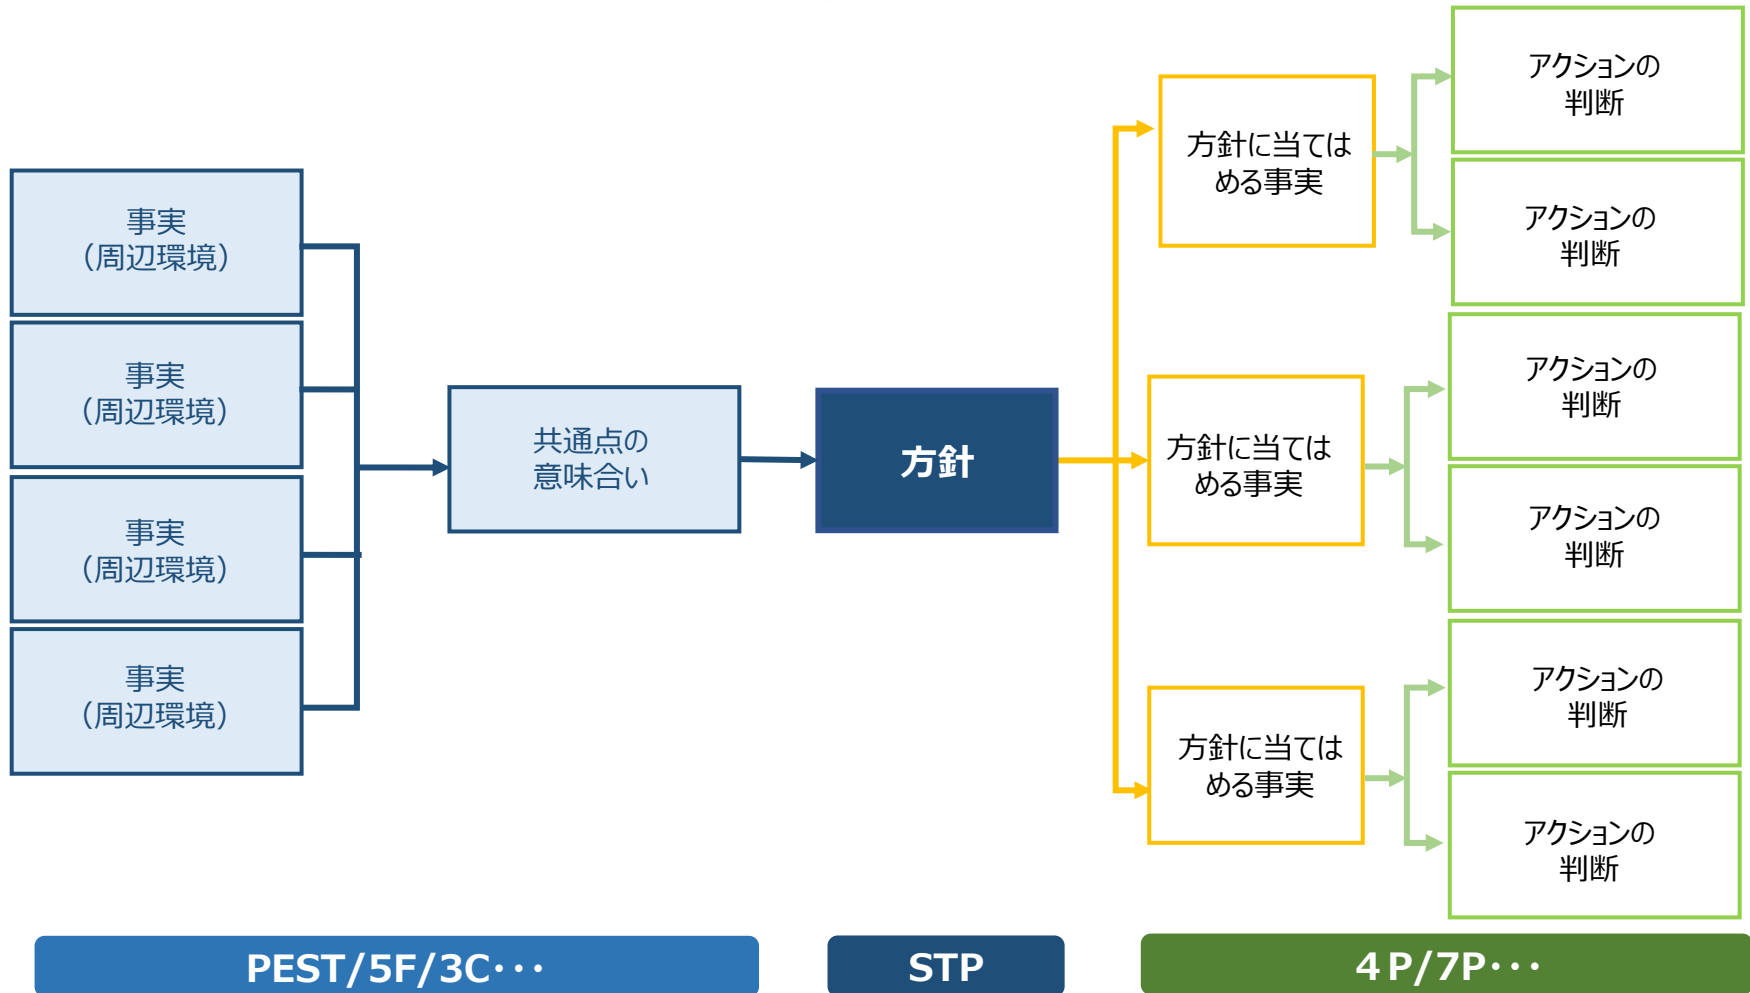 事実
（周辺環境）
事実
（周辺環境）
事実
（周辺環境）
事実
（周辺環境）
共通点の
意味合い
方針
方針に当ては
める事実
方針に当ては
める事実
方針に当ては
める事実
アクションの
判断
アクションの
判断
アクションの
判断
アクションの
判断
アクションの
判断
アクションの
判断
PEST/5F/3C・・・
STP
４P/7P・・・